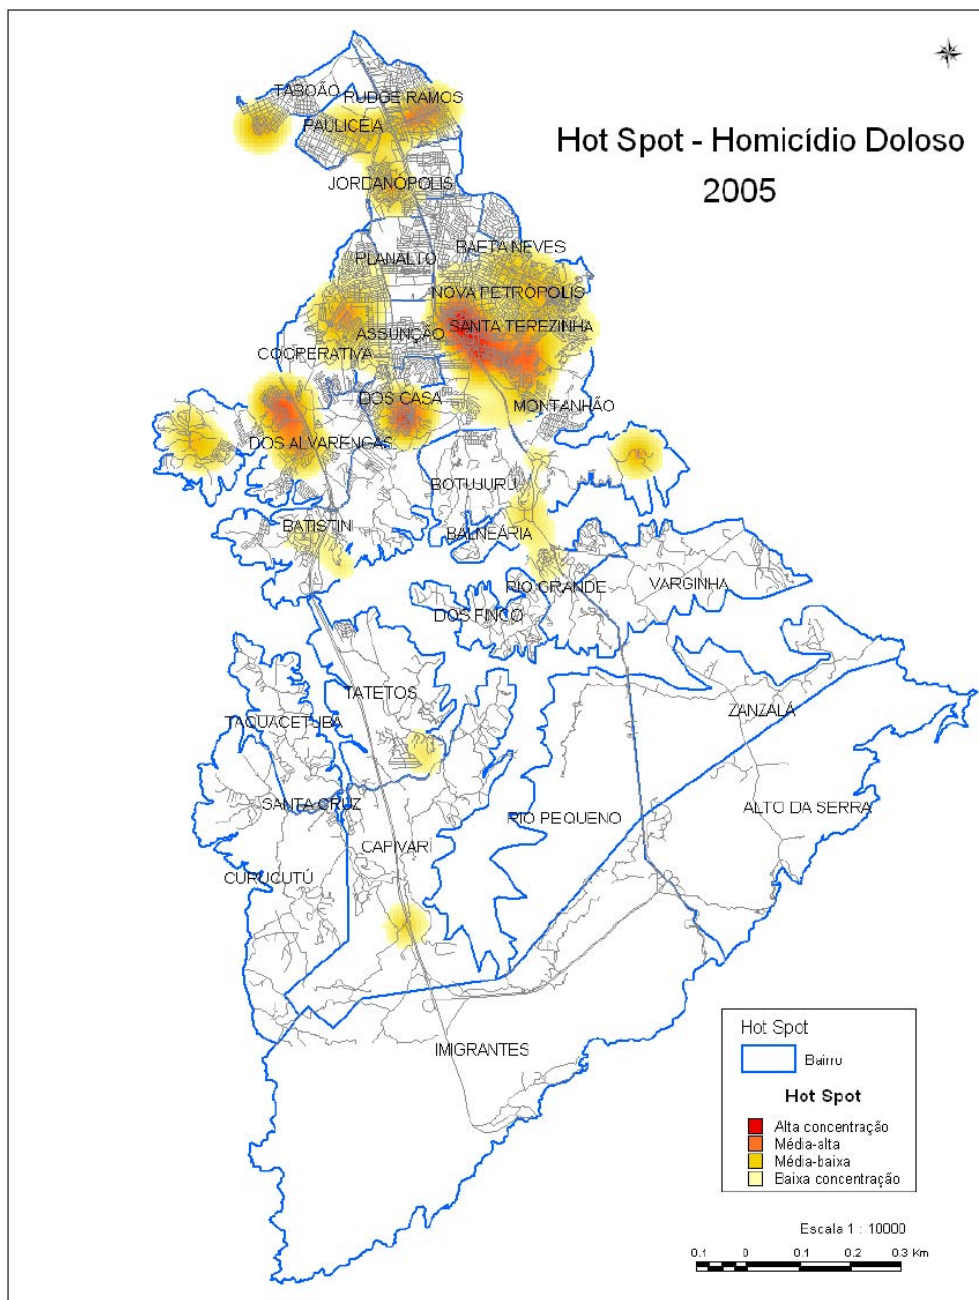 TABOÃO
RUDGE RAMOS
PAULICÉIA
Hot Spot - Homicídio Doloso
2005
JORDANÓPOLIS
BAETA NEVES
PLANALTO
NOVA PETRÓPOLIS
SANTA TEREZINHA
ASSUNÇÃO
COOPERATIVA
DOS CASA
MONTANHÃO
DOS ALVARENGAS
BOTUJURU
BATISTINI
BALNEÁRIA
RIO GRANDE
VARGINHA
DOS FINCO
TATETOS
ZANZALÁ
TAQUACETUBA
SANTA CRUZ
ALTO DA SERRA
RIO PEQUENO
CAPIVARI
CURUCUTÚ
IMIGRANTES
Hot Spot
Bairru
Hot Spot
Alta concentração
Média-alta
Média-baixa
Baixa concentração
Escala 1 : 10000
0.1 0 0.1 0.2 0.3 Km